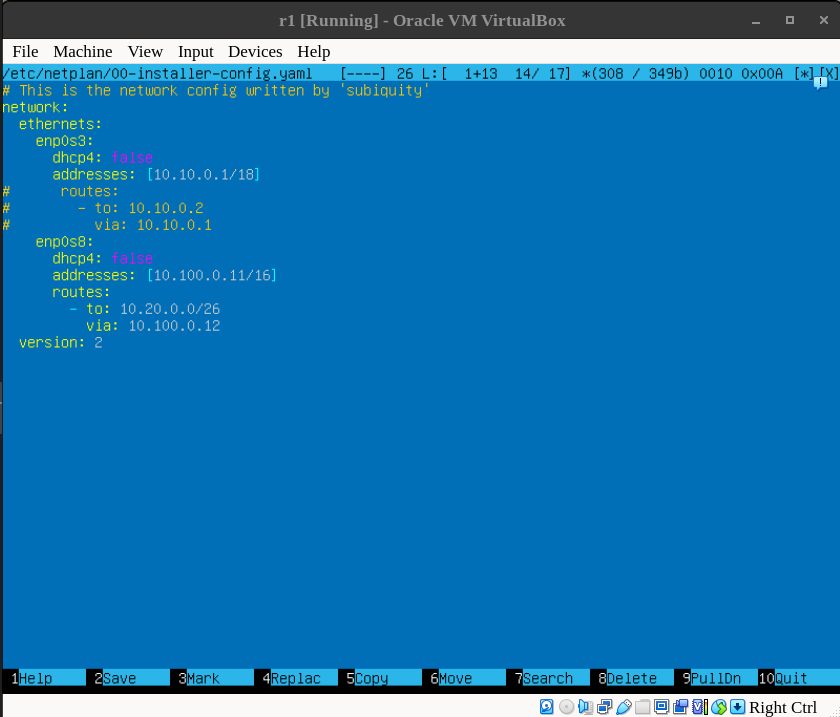 r1 [Running] - Oracle VM VirtualBox
File Machine View Input Devices Help
/etc/netplan/00-installer-config.yaml [----] 26 L:[ 1+13 14/ 17] *(308 / 349b) 0010 0x00A [*][X]
# This is the network config written by 'subiquity'
network:
  ethernets:
    enp0s3:
      dhcp4: false
      addresses: [10.10.0.1/18]
#      routes:
#        - to: 10.10.0.2
#          via: 10.10.0.1
    enp0s8:
      dhcp4: false
      addresses: [10.100.0.11/16]
      routes:
        - to: 10.20.0.0/26
          via: 10.100.0.12
  version: 2
1Help 2Save 3Mark 4Replac 5Copy 6Move 7Search 8Delete 9PullDn 10Quit
Right Ctrl